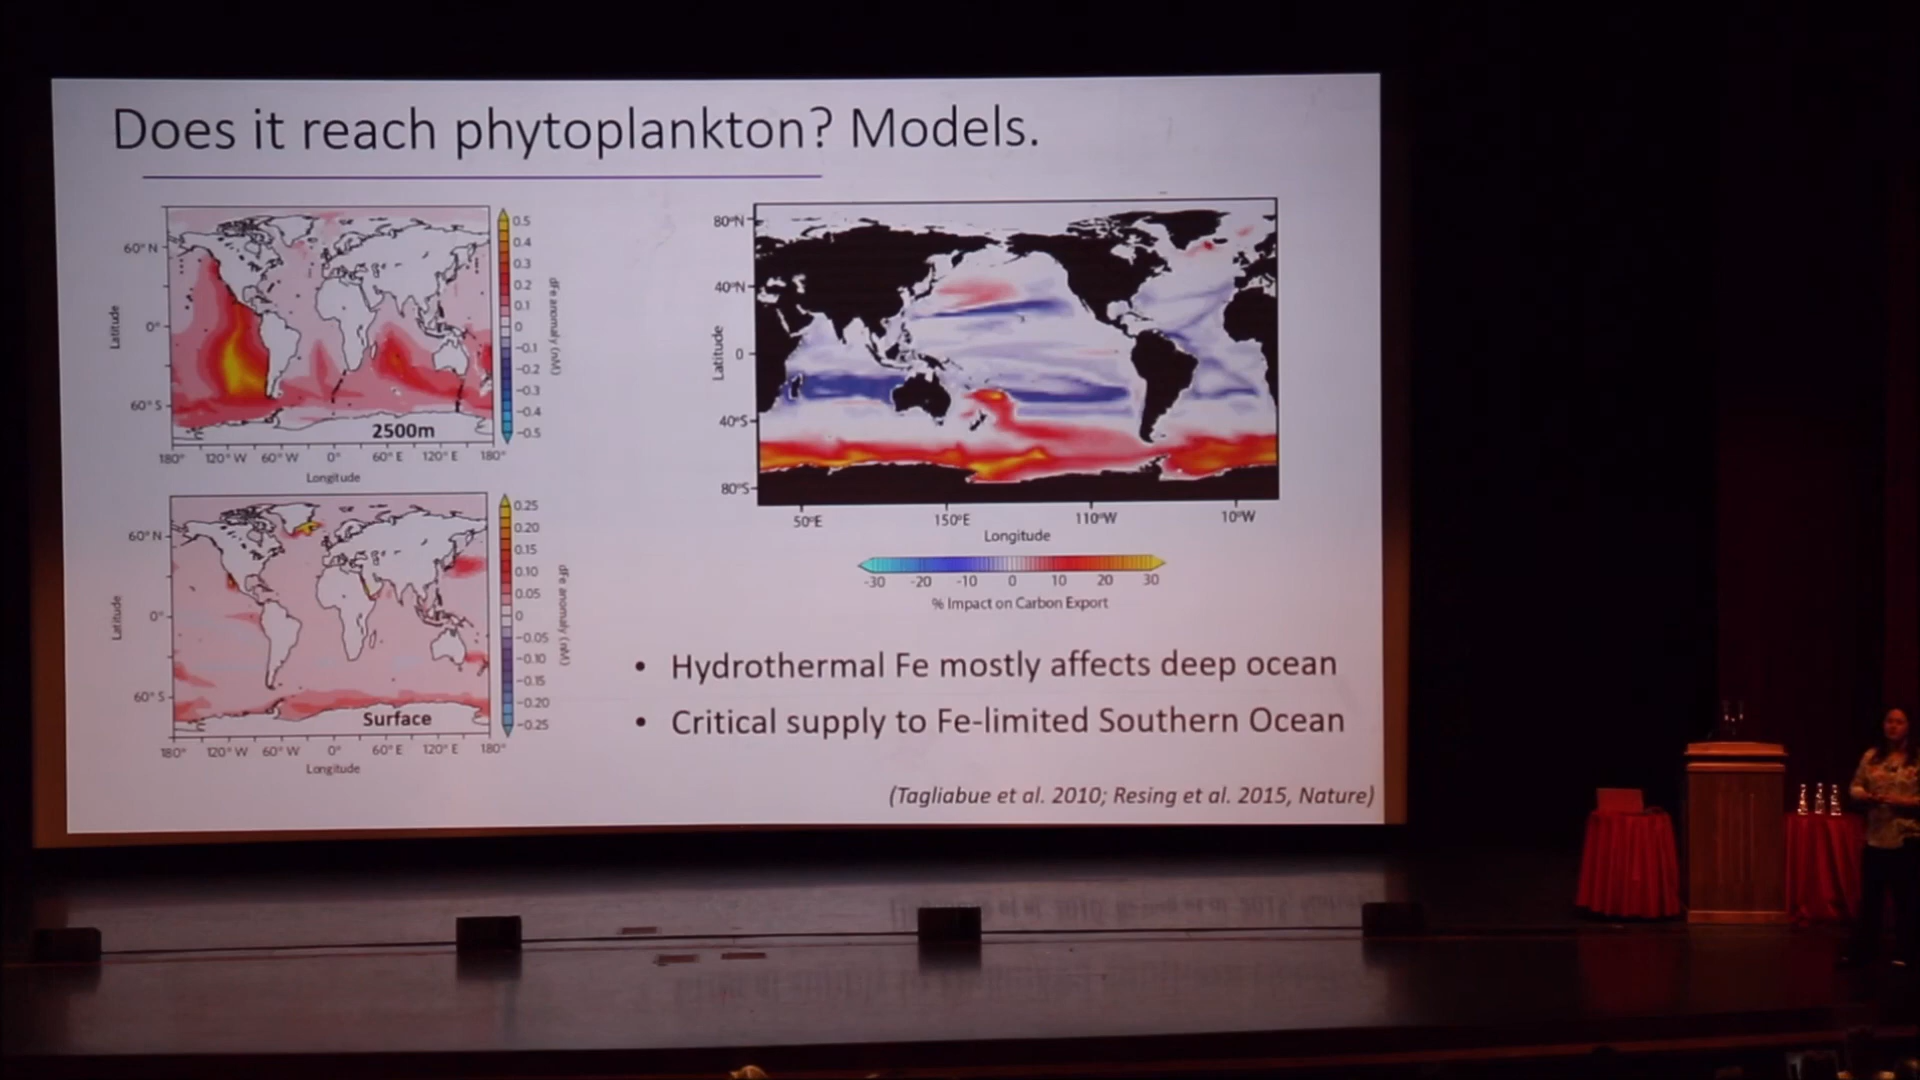 Does it reach phytoplankton? Models.
60° N
0°
60° S
Latitude
2500m
180° 120° W 60° W 0° 60° E 120° E 180°
Longitude
0.5
0.4
0.3
0.2
0.1
0
−0.1
−0.2
−0.3
−0.4
−0.5
dFe anomaly (nM)
60° N
0°
60° S
Latitude
Surface
180° 120° W 60° W 0° 60° E 120° E 180°
Longitude
0.25
0.20
0.15
0.10
0.05
0
−0.05
−0.10
−0.15
−0.20
−0.25
dFe anomaly (nM)
80°N
40°N
0
40°S
80°S
Latitude
50°E 150°E 110°W 10°W
Longitude
-30 -20 -10 0 10 20 30
% Impact on Carbon Export
• Hydrothermal Fe mostly affects deep ocean
• Critical supply to Fe-limited Southern Ocean
(Tagliabue et al. 2010; Resing et al. 2015, Nature)